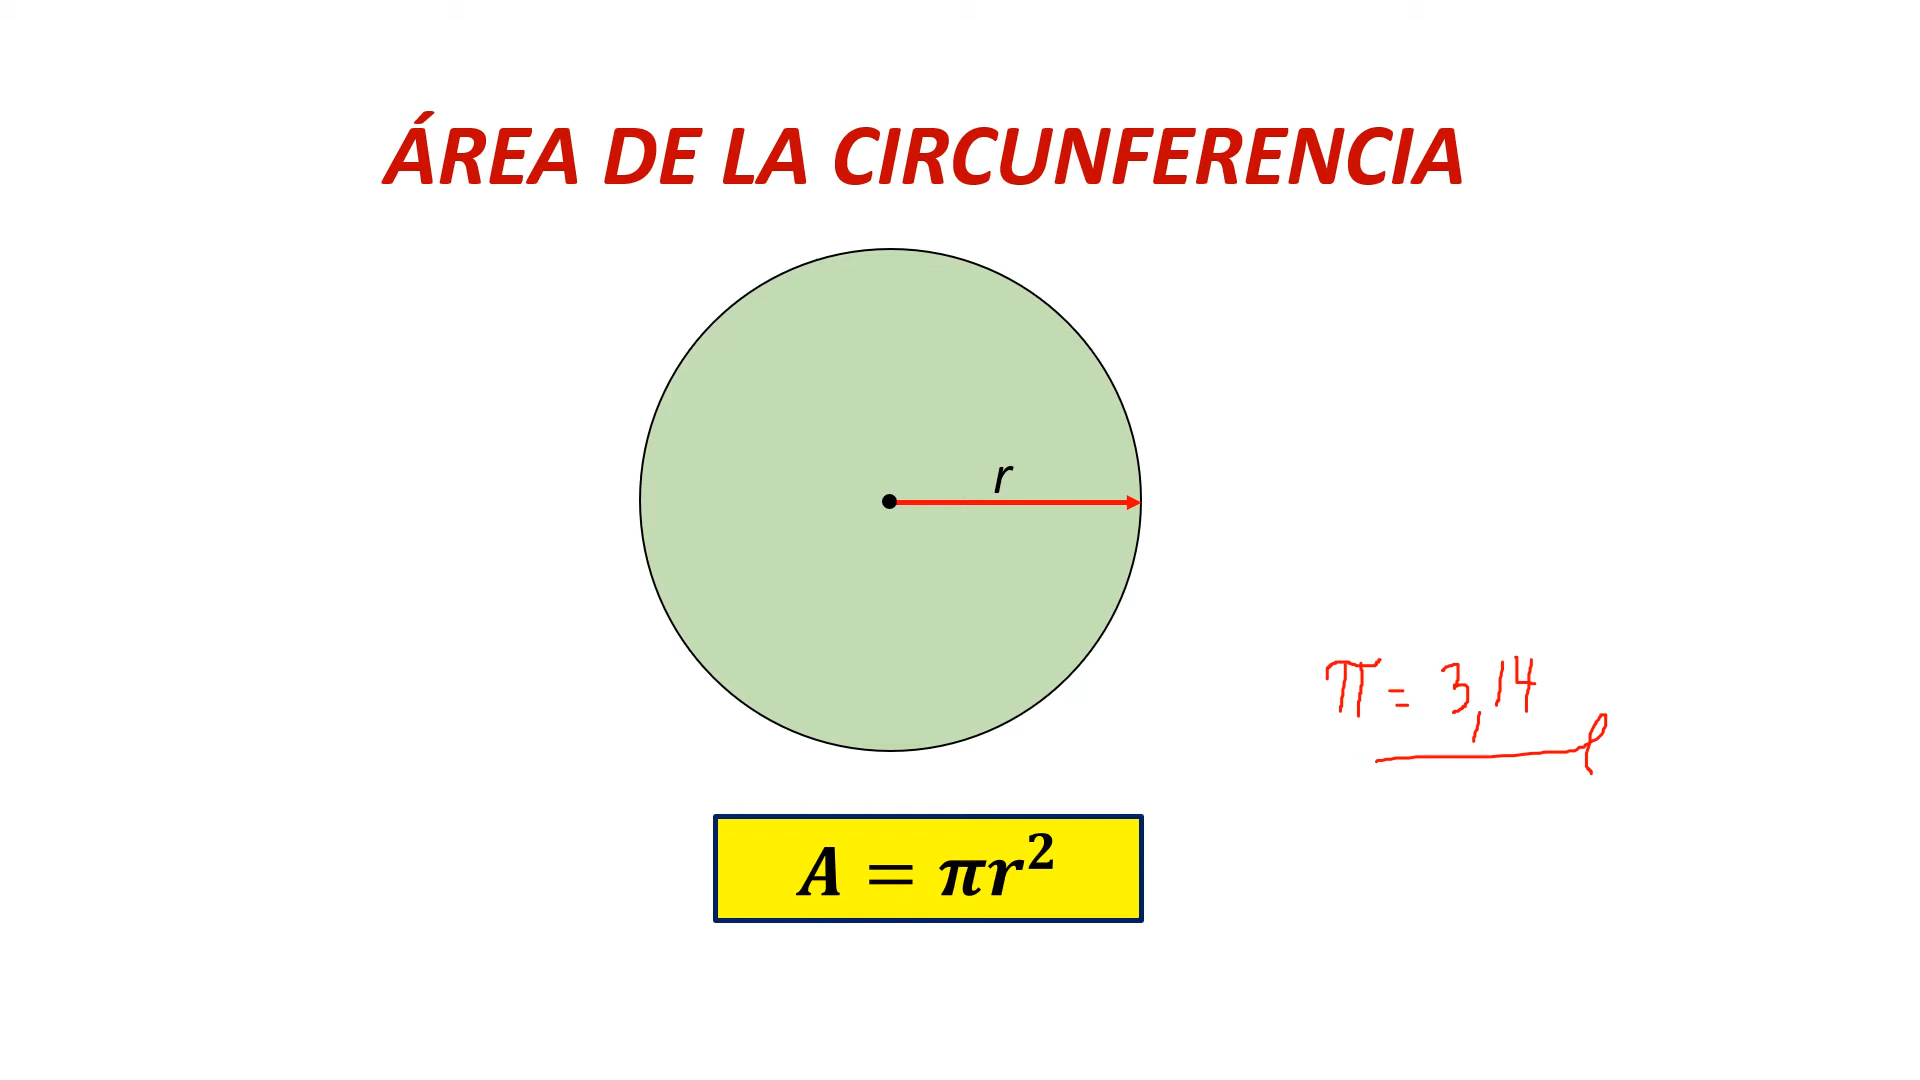 ÁREA DE LA CIRCUNFERENCIA
r
π = 3,14
A = πr²